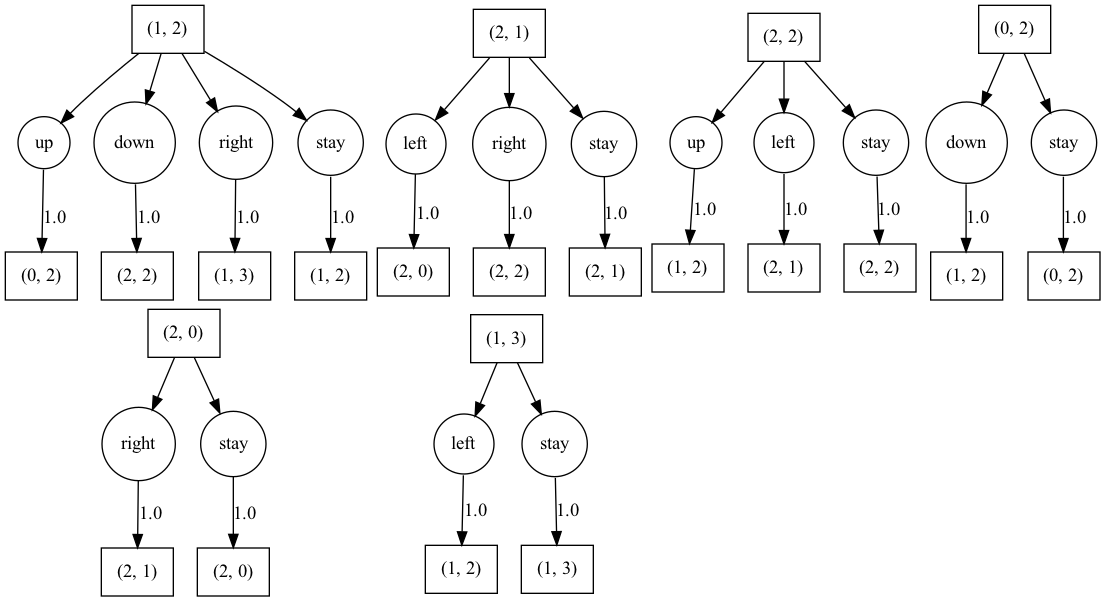 (1, 2)
up
down
right
stay
1.0
1.0
1.0
1.0
(0, 2)
(2, 2)
(1, 3)
(1, 2)
(2, 1)
left
right
stay
1.0
1.0
1.0
(2, 0)
(2, 2)
(2, 1)
(2, 2)
up
left
stay
1.0
1.0
1.0
(1, 2)
(2, 1)
(2, 2)
(0, 2)
down
stay
1.0
1.0
(1, 2)
(0, 2)
(2, 0)
right
stay
1.0
1.0
(2, 1)
(2, 0)
(1, 3)
left
stay
1.0
1.0
(1, 2)
(1, 3)